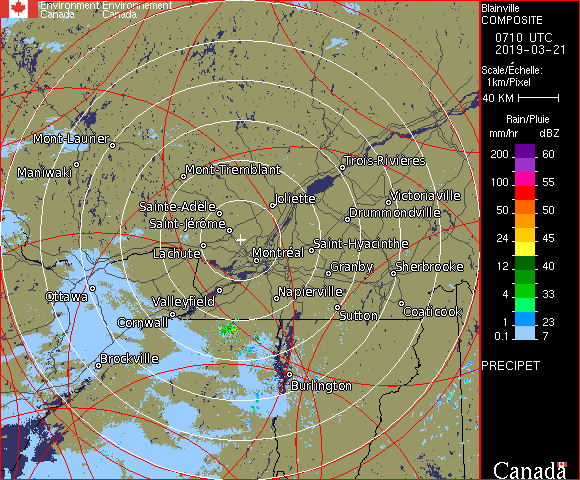 Environment Environnement
Canada Canada
Blainville
COMPOSITE
0710 UTC
2019-03-21
Scale/Échelle:
1km/Pixel
40 KM
Rain/Pluie
mm/hr dBZ
200 60
100 55
50 50
24 45
12 40
4 33
1 23
0.1 7
PRECIPET
Canada
Mont-Laurier
Maniwaki
Mont-Tremblant
Trois-Rivières
Sainte-Adèle
Joliette
Victoriaville
Saint-Jérôme
Drummondville
Lachute
Montréal
Saint-Hyacinthe
Granby
Sherbrooke
Ottawa
Valleyfield
Napierville
Cornwall
Sutton
Coaticook
Brockville
Burlington